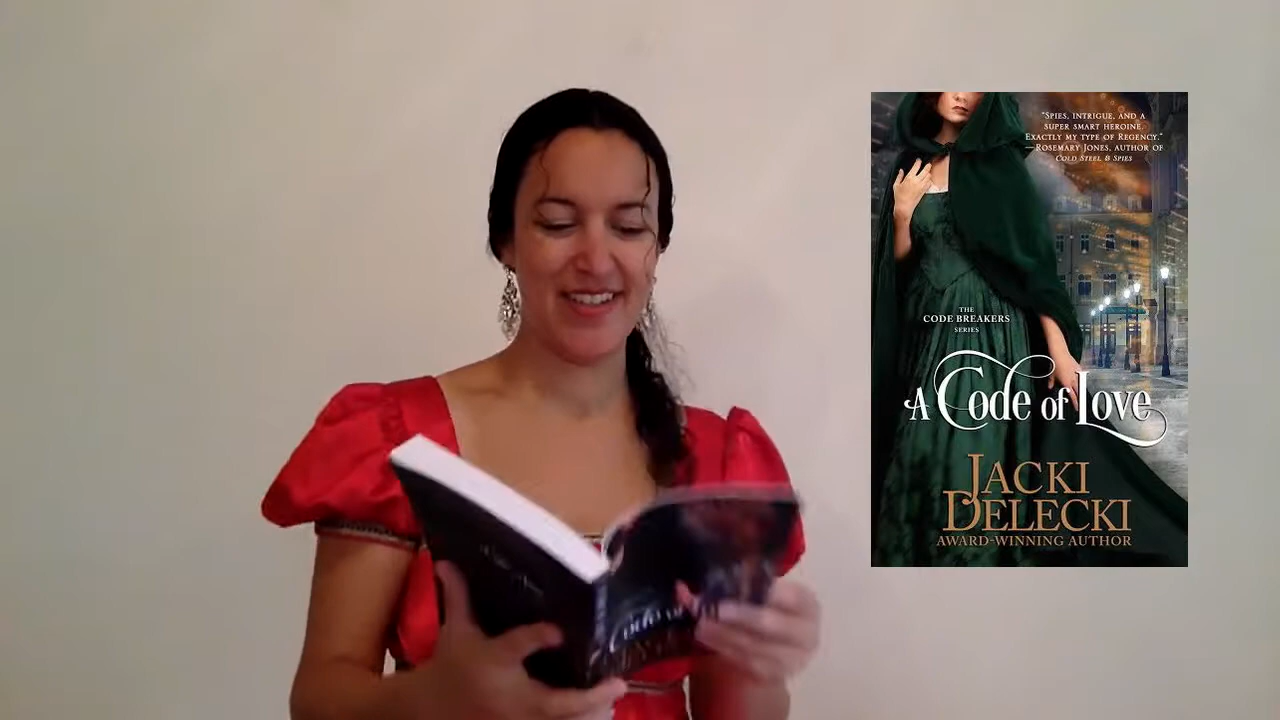 "Spies, intrigue, and a
super smart heroine.
Exactly my type of Regency."
—Rosemary Jones, author of
Cold Steel & Spies
THE
CODE BREAKERS
SERIES
A Code of Love
JACKI
DELECKI
AWARD-WINNING AUTHOR